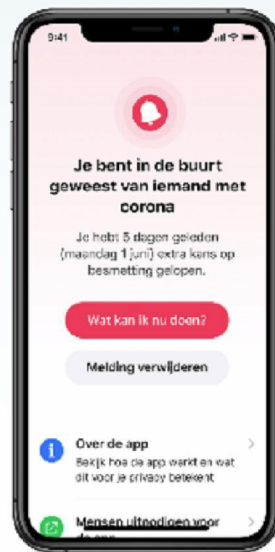 9:41
Je bent in de buurt
geweest van iemand met
corona
Je hebt 5 dagen geleden
(maandag 1 juni) extra kans op
besmetting gelopen.
Wat kan ik nu doen?
Melding verwijderen
Over de app
Bekijk hoe de app werkt en wat
dit voor je privacy betekent
Mensen uitnodigen voor
de app